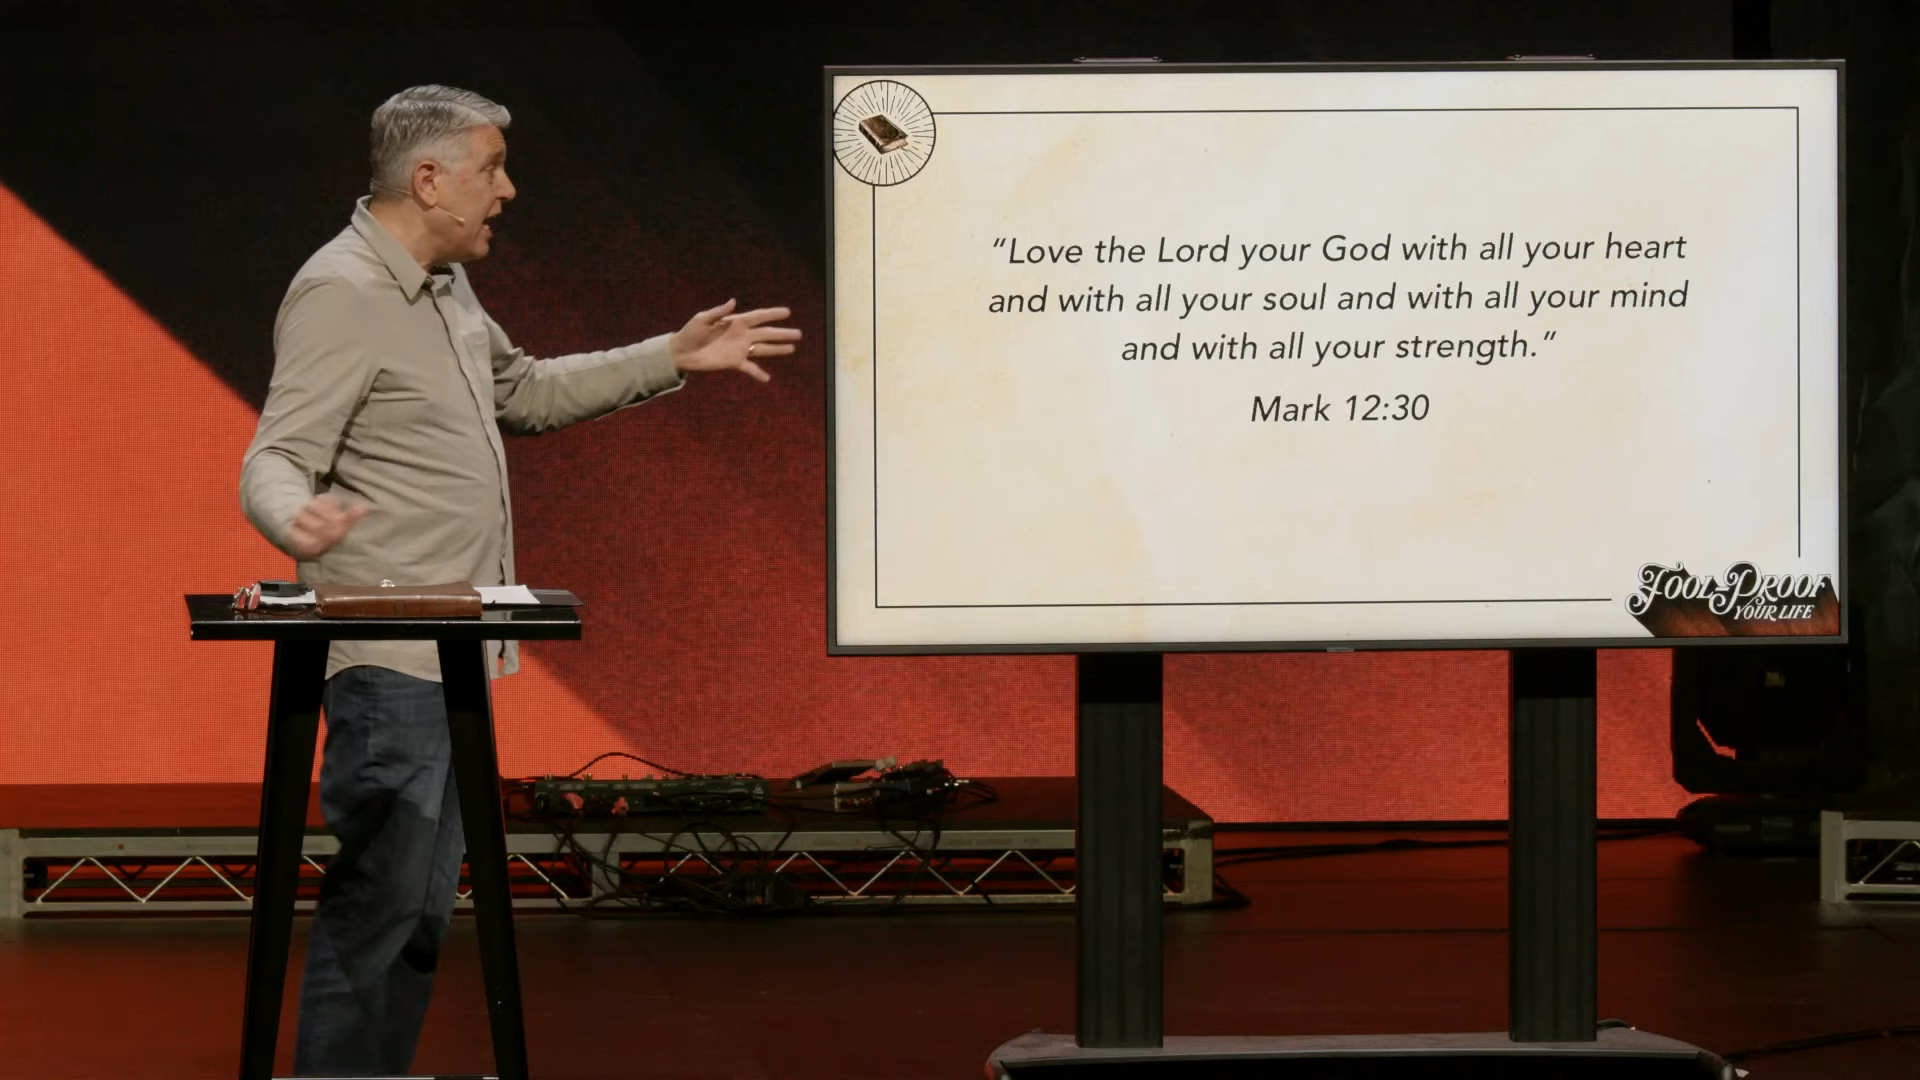 “Love the Lord your God with all your heart
and with all your soul and with all your mind
and with all your strength.”
Mark 12:30
FOOL-PROOF
YOUR LIFE